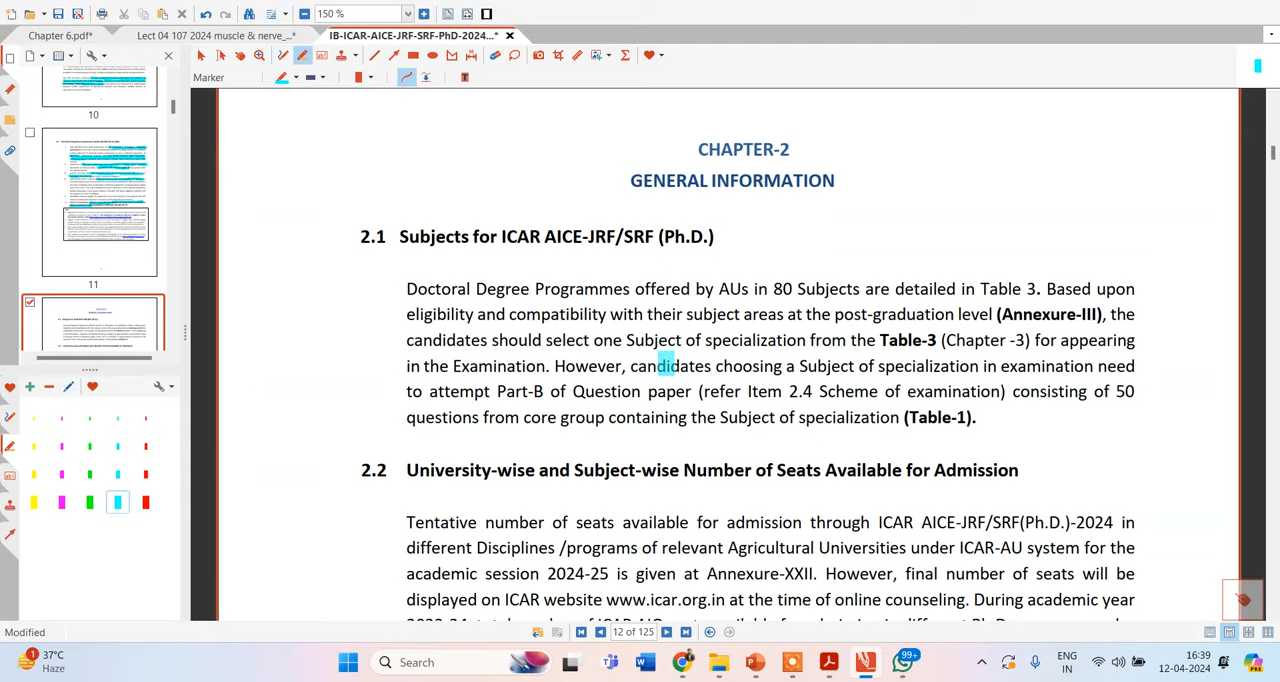 150 %
Chapter 6.pdf*
Lect 04 107 2024 muscle & nerve_...*
IB-ICAR-AICE-JRF-SRF-PhD-2024...*
Marker
10
11
CHAPTER-2
GENERAL INFORMATION
2.1 Subjects for ICAR AICE-JRF/SRF (Ph.D.)
Doctoral Degree Programmes offered by AUs in 80 Subjects are detailed in Table 3. Based upon
eligibility and compatibility with their subject areas at the post-graduation level (Annexure-III), the
candidates should select one Subject of specialization from the Table-3 (Chapter -3) for appearing
in the Examination. However, candidates choosing a Subject of specialization in examination need
to attempt Part-B of Question paper (refer Item 2.4 Scheme of examination) consisting of 50
questions from core group containing the Subject of specialization (Table-1).
2.2 University-wise and Subject-wise Number of Seats Available for Admission
Tentative number of seats available for admission through ICAR AICE-JRF/SRF(Ph.D.)-2024 in
different Disciplines /programs of relevant Agricultural Universities under ICAR-AU system for the
academic session 2024-25 is given at Annexure-XXII. However, final number of seats will be
displayed on ICAR website www.icar.org.in at the time of online counseling. During academic year
Modified
12 of 125
1
37°C
Haze
Search
99+
ENG
IN
16:39
12-04-2024
PRE